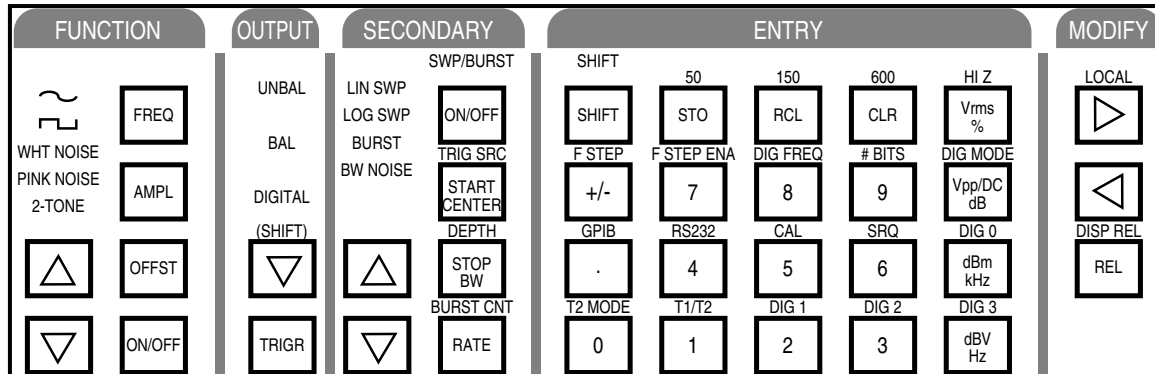 FUNCTION
OUTPUT
SECONDARY
ENTRY
MODIFY
WHT NOISE
PINK NOISE
2-TONE
FREQ
AMPL
OFFST
ON/OFF
UNBAL
BAL
DIGITAL
(SHIFT)
TRIGR
LIN SWP
LOG SWP
BURST
BW NOISE
SWP/BURST
ON/OFF
TRIG SRC
START
CENTER
DEPTH
STOP
BW
BURST CNT
RATE
SHIFT 50 150 600 HI Z
SHIFT STO RCL CLR Vrms
%
F STEP F STEP ENA DIG FREQ # BITS DIG MODE
+/- 7 8 9 Vpp/DC
dB
GPIB RS232 CAL SRQ DIG 0
. 4 5 6 dBm
kHz
T2 MODE T1/T2 DIG 1 DIG 2 DIG 3
0 1 2 3 dBV
Hz
LOCAL
DISP REL
REL